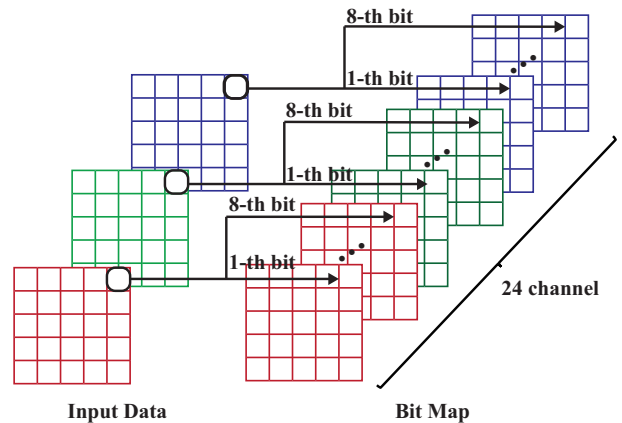 8-th bit
1-th bit
8-th bit
1-th bit
8-th bit
1-th bit
24 channel
Input Data
Bit Map